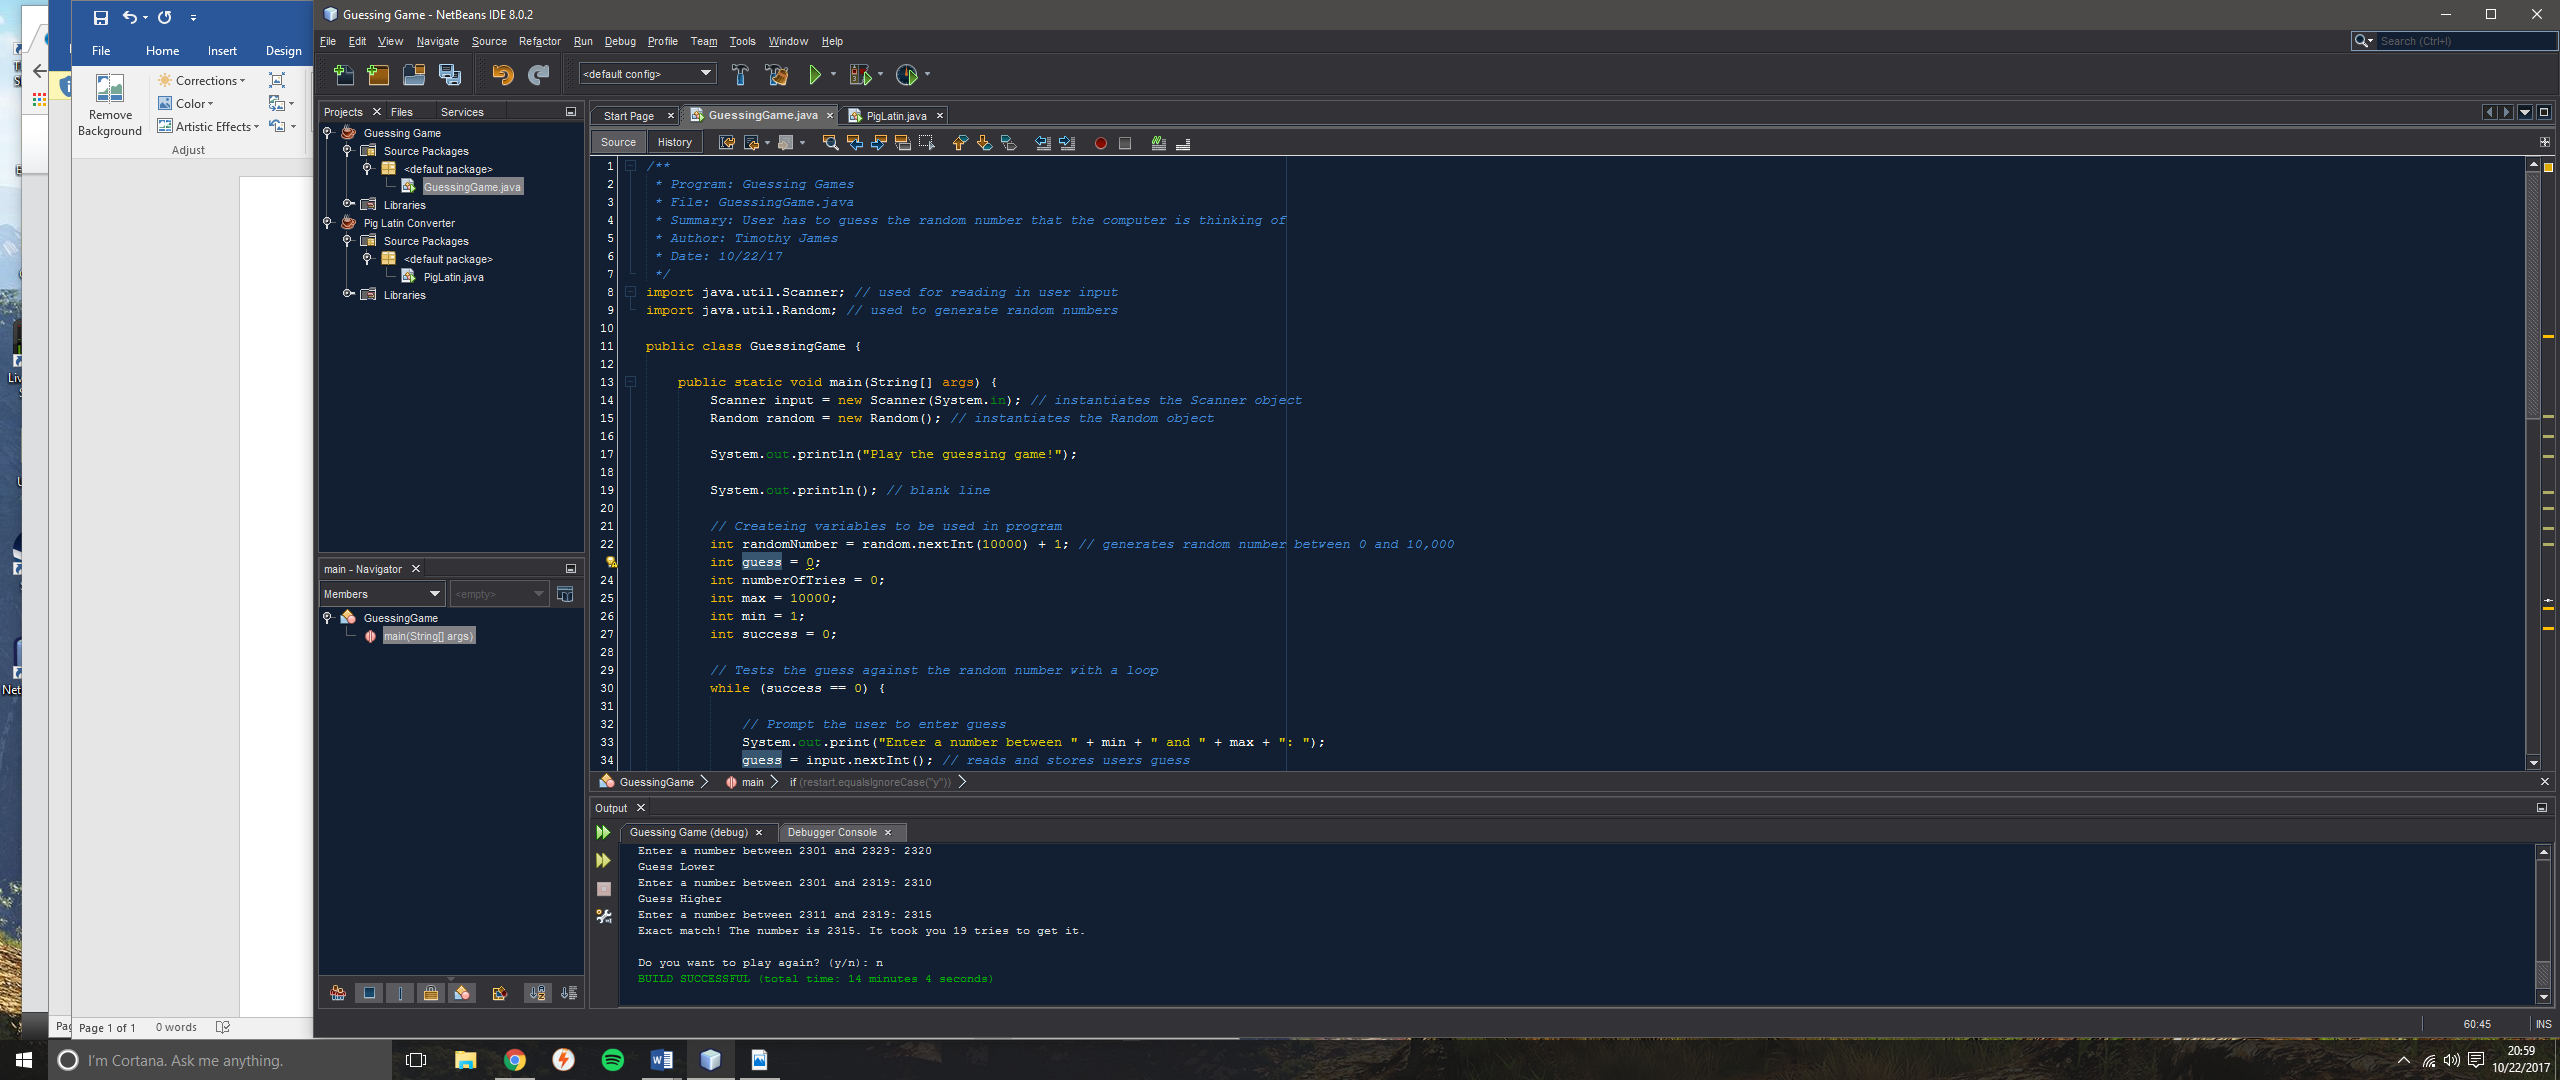 Guessing Game - NetBeans IDE 8.0.2
File Edit View Navigate Source Refactor Run Debug Profile Team Tools Window Help
Search (Ctrl+I)
File Home Insert Design
Remove Background
Corrections
Color
Artistic Effects
Adjust
<default config>
Projects Files Services
Guessing Game
Source Packages
<default package>
GuessingGame.java
Libraries
Pig Latin Converter
Source Packages
<default package>
PigLatin.java
Libraries
main - Navigator
Members
<empty>
GuessingGame
main(String[] args)
Start Page GuessingGame.java PigLatin.java
Source History
1 /**
2 * Program: Guessing Games
3 * File: GuessingGame.java
4 * Summary: User has to guess the random number that the computer is thinking of
5 * Author: Timothy James
6 * Date: 10/22/17
7 */
8 import java.util.Scanner; // used for reading in user input
9 import java.util.Random; // used to generate random numbers
10
11 public class GuessingGame {
12
13 public static void main(String[] args) {
14 Scanner input = new Scanner(System.in); // instantiates the Scanner object
15 Random random = new Random(); // instantiates the Random object
16
17 System.out.println("Play the guessing game!");
18
19 System.out.println(); // blank line
20
21 // Createing variables to be used in program
22 int randomNumber = random.nextInt(10000) + 1; // generates random number between 0 and 10,000
int guess = 0;
24 int numberOfTries = 0;
25 int max = 10000;
26 int min = 1;
27 int success = 0;
28
29 // Tests the guess against the random number with a loop
30 while (success == 0) {
31
32 // Prompt the user to enter guess
33 System.out.print("Enter a number between " + min + " and " + max + ": ");
34 guess = input.nextInt(); // reads and stores users guess
GuessingGame main if (restart.equalsIgnoreCase("y"))
Output
Guessing Game (debug) Debugger Console
Enter a number between 2301 and 2329: 2320
Guess Lower
Enter a number between 2301 and 2319: 2310
Guess Higher
Enter a number between 2311 and 2319: 2315
Exact match! The number is 2315. It took you 19 tries to get it.
Do you want to play again? (y/n): n
BUILD SUCCESSFUL (total time: 14 minutes 4 seconds)
60:45 INS
Page 1 of 1 0 words
I'm Cortana. Ask me anything.
20:59
10/22/2017